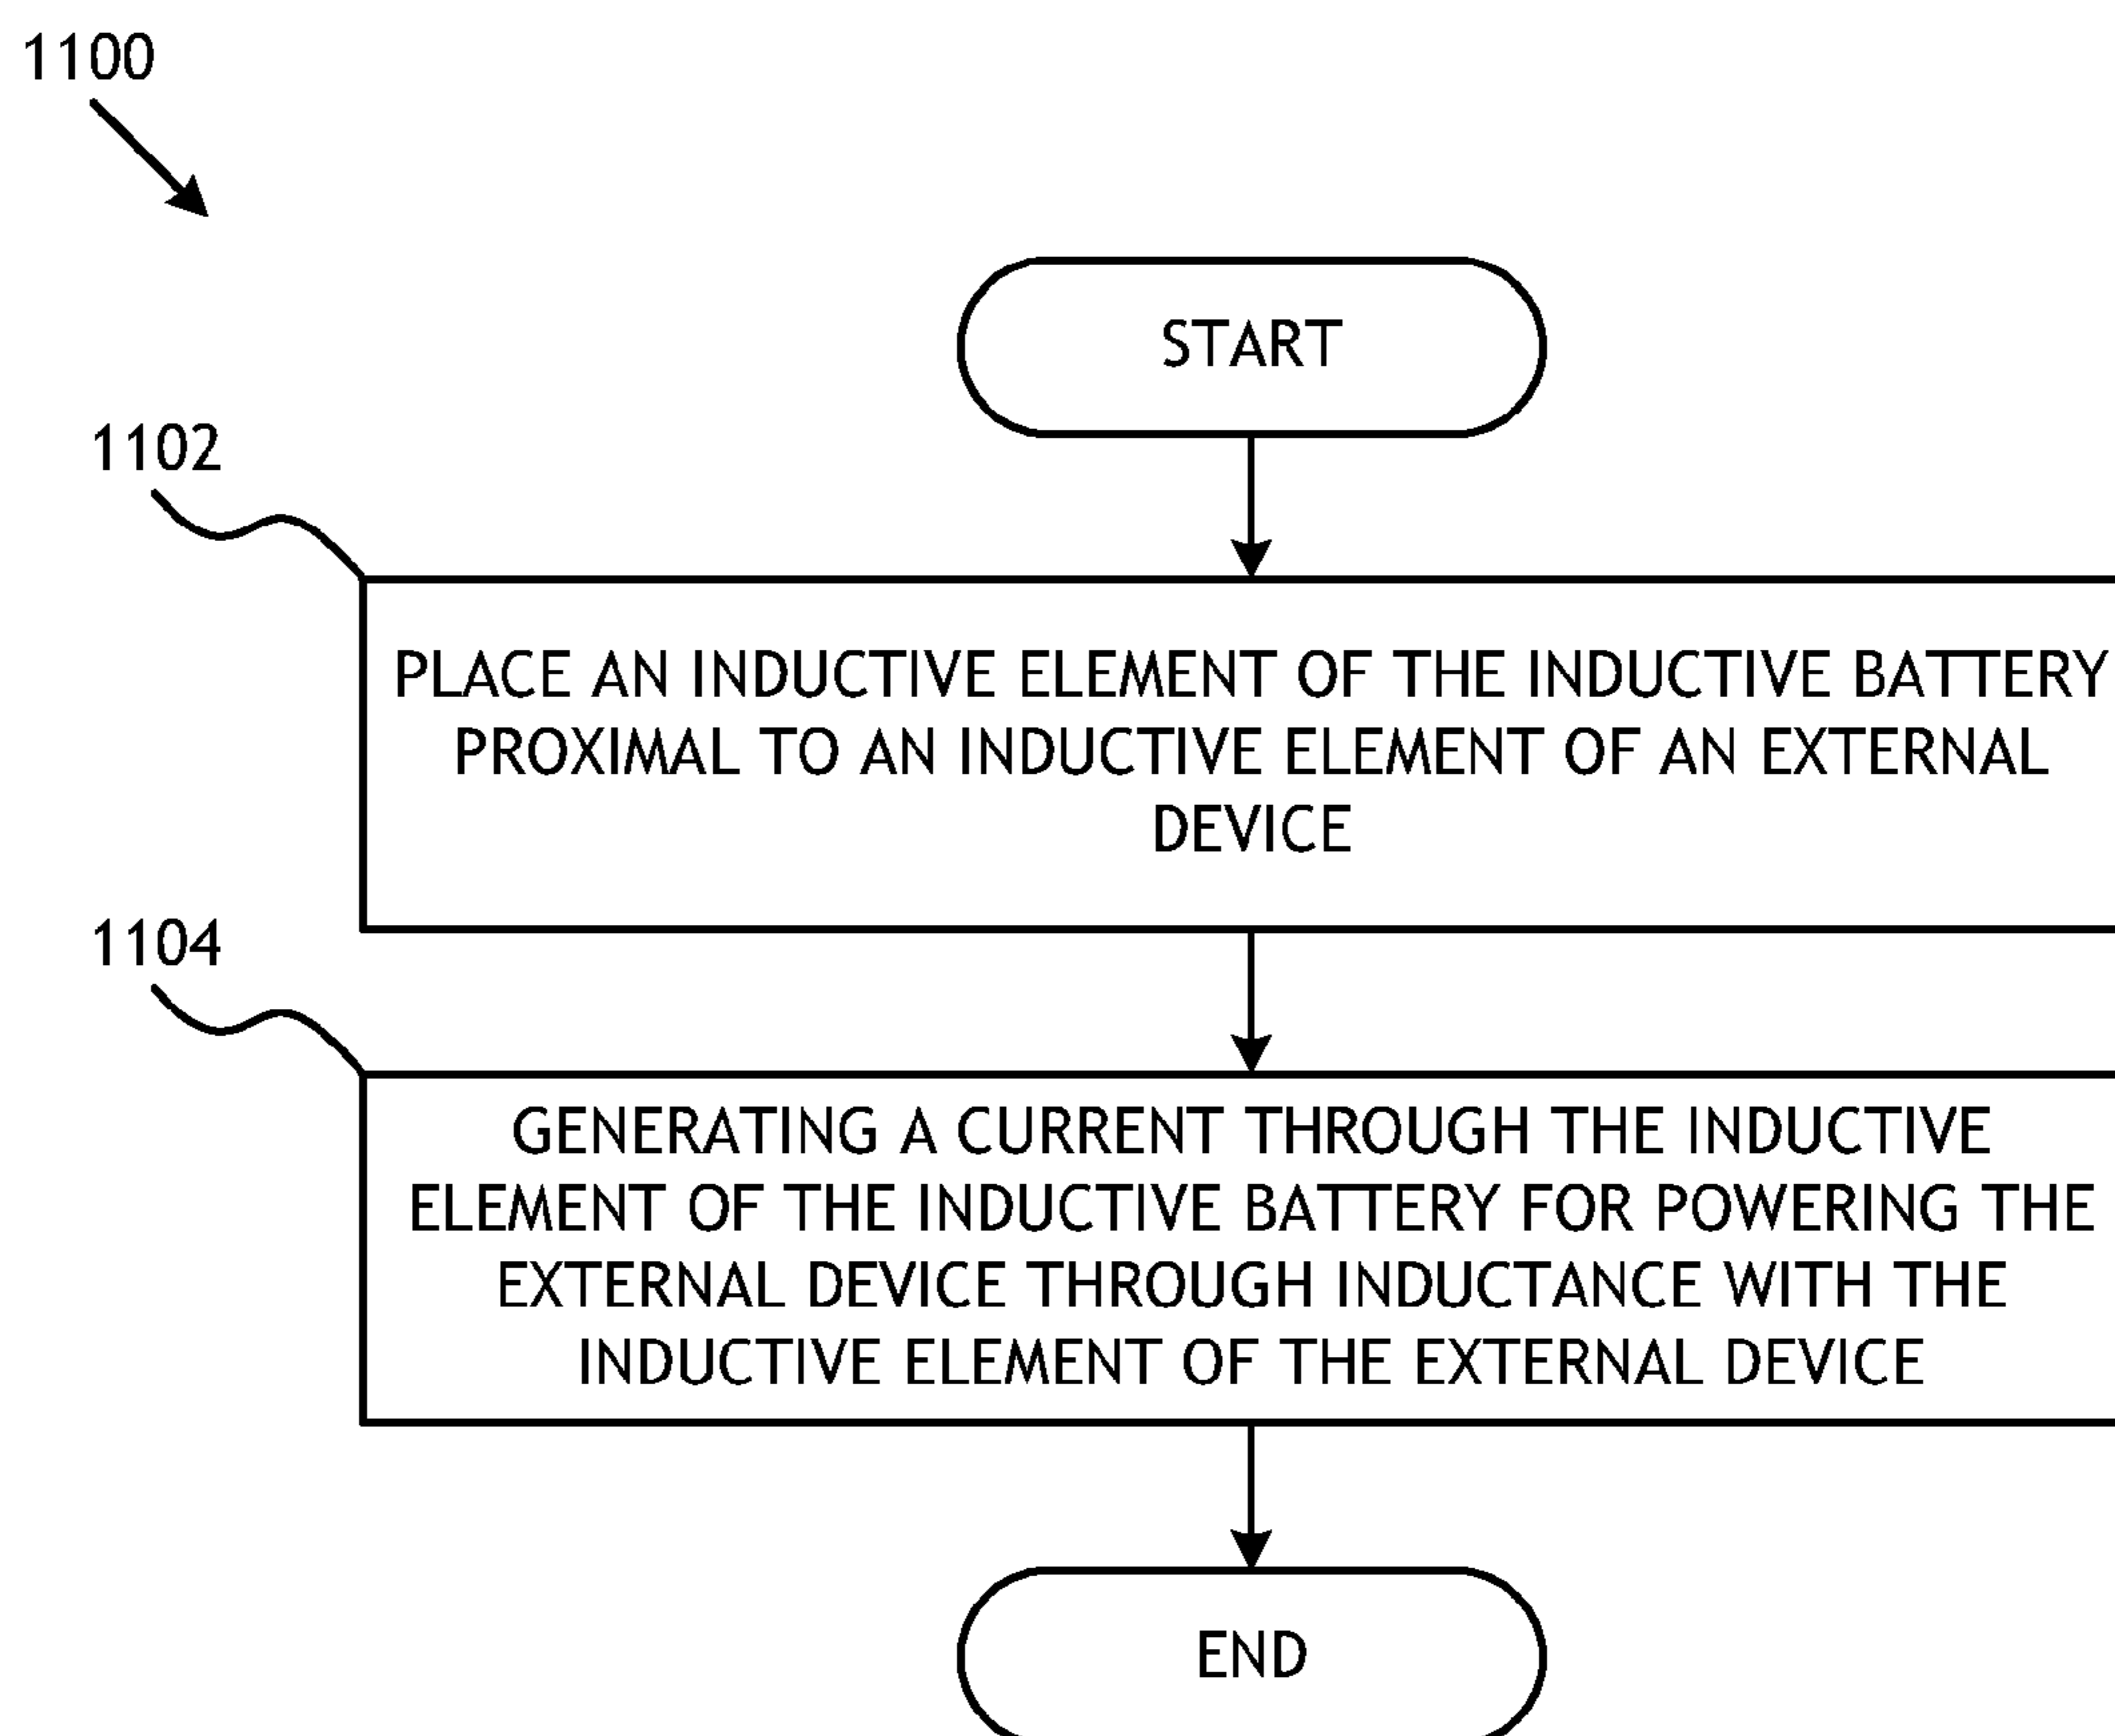 1100
START
1102
PLACE AN INDUCTIVE ELEMENT OF THE INDUCTIVE BATTERY
PROXIMAL TO AN INDUCTIVE ELEMENT OF AN EXTERNAL
DEVICE
1104
GENERATING A CURRENT THROUGH THE INDUCTIVE
ELEMENT OF THE INDUCTIVE BATTERY FOR POWERING THE
EXTERNAL DEVICE THROUGH INDUCTANCE WITH THE
INDUCTIVE ELEMENT OF THE EXTERNAL DEVICE
END